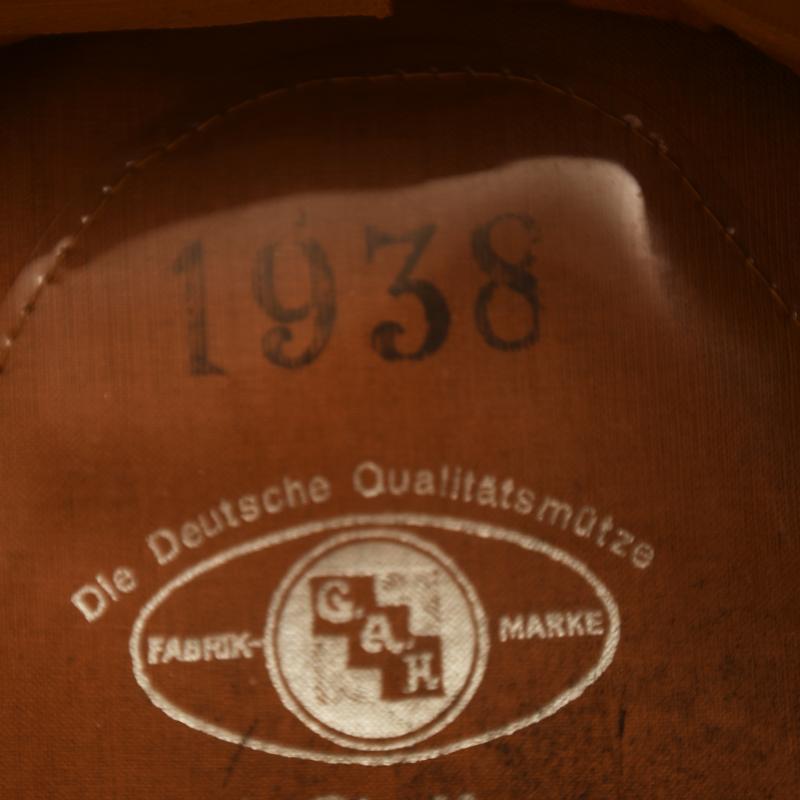 1938
Die Deutsche Qualitätsmütze
FABRIK- MARKE
G.
A.
H